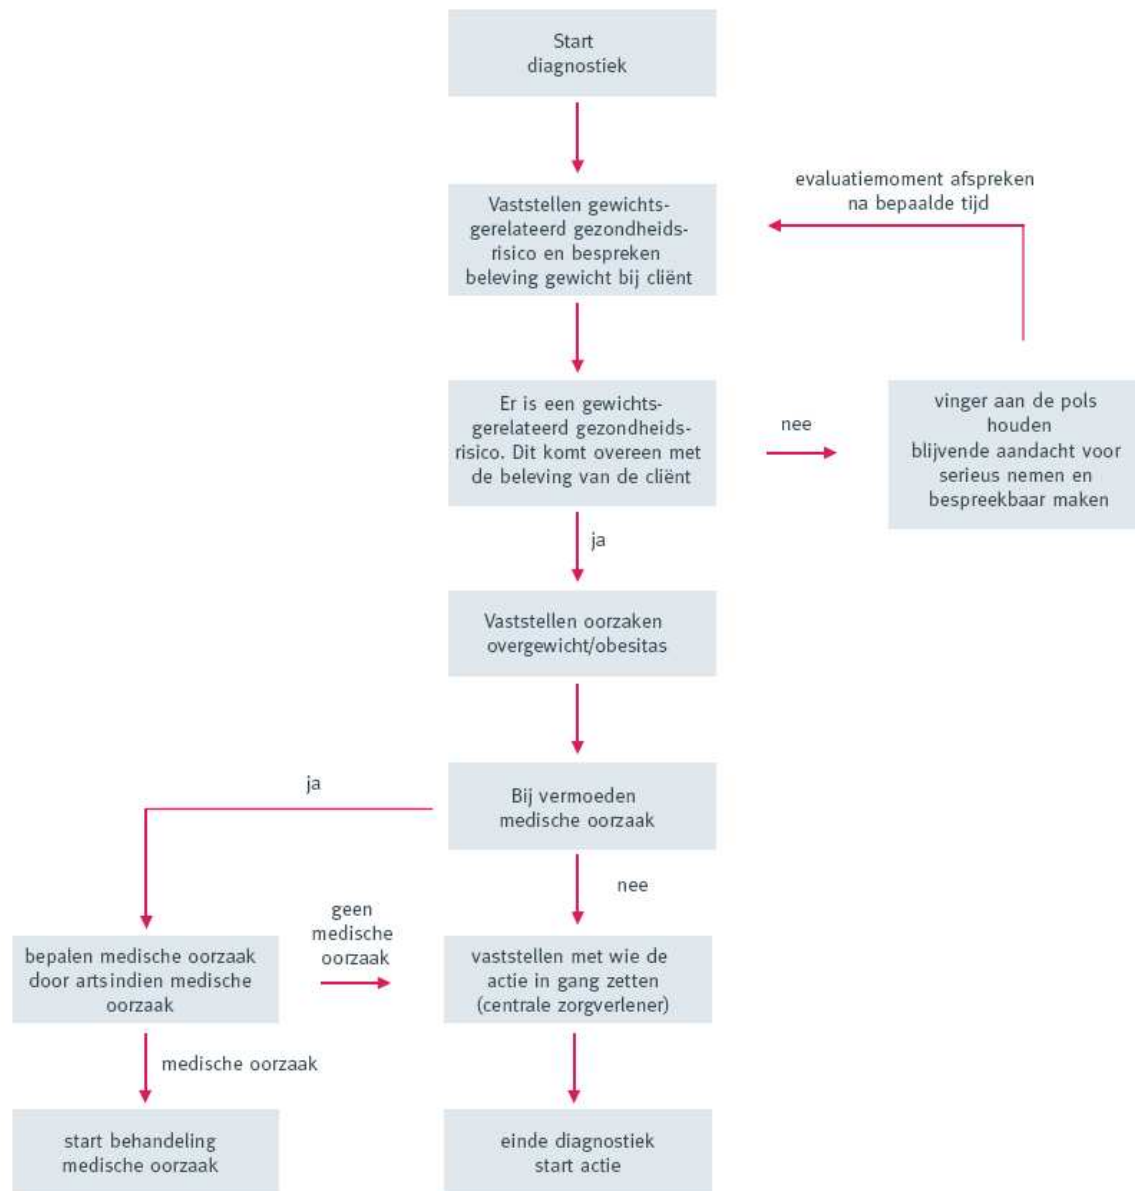 Start
diagnostiek
evaluatiemoment afspreken
na bepaalde tijd
Vaststellen gewichts-
gerelateerd gezondheids-
risico en bespreken
beleving gewicht bij cliënt
Er is een gewichts-
gerelateerd gezondheids-
risico. Dit komt overeen met
de beleving van de cliënt
nee
vinger aan de pols
houden
blijvende aandacht voor
serieus nemen en
bespreekbaar maken
ja
Vaststellen oorzaken
overgewicht/obesitas
ja
Bij vermoeden
medische oorzaak
nee
geen
medische
oorzaak
bepalen medische oorzaak
door artsindien medische
oorzaak
vaststellen met wie de
actie in gang zetten
(centrale zorgverlener)
medische oorzaak
start behandeling
medische oorzaak
einde diagnostiek
start actie